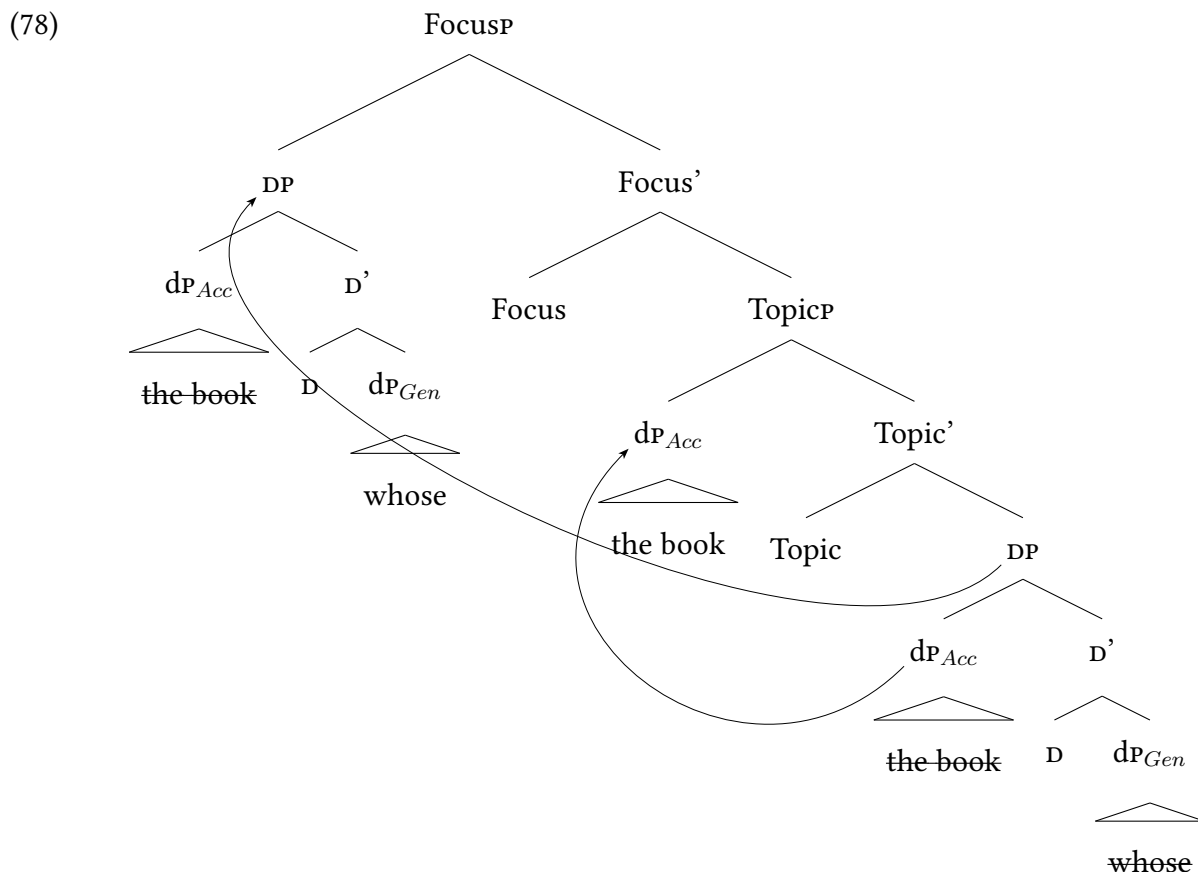 (78)
FocusP
DP Focus’
dP_Acc D’ Focus TopicP
the book D dP_Gen dP_Acc Topic’
whose the book Topic DP
dP_Acc D’
the book D dP_Gen
whose